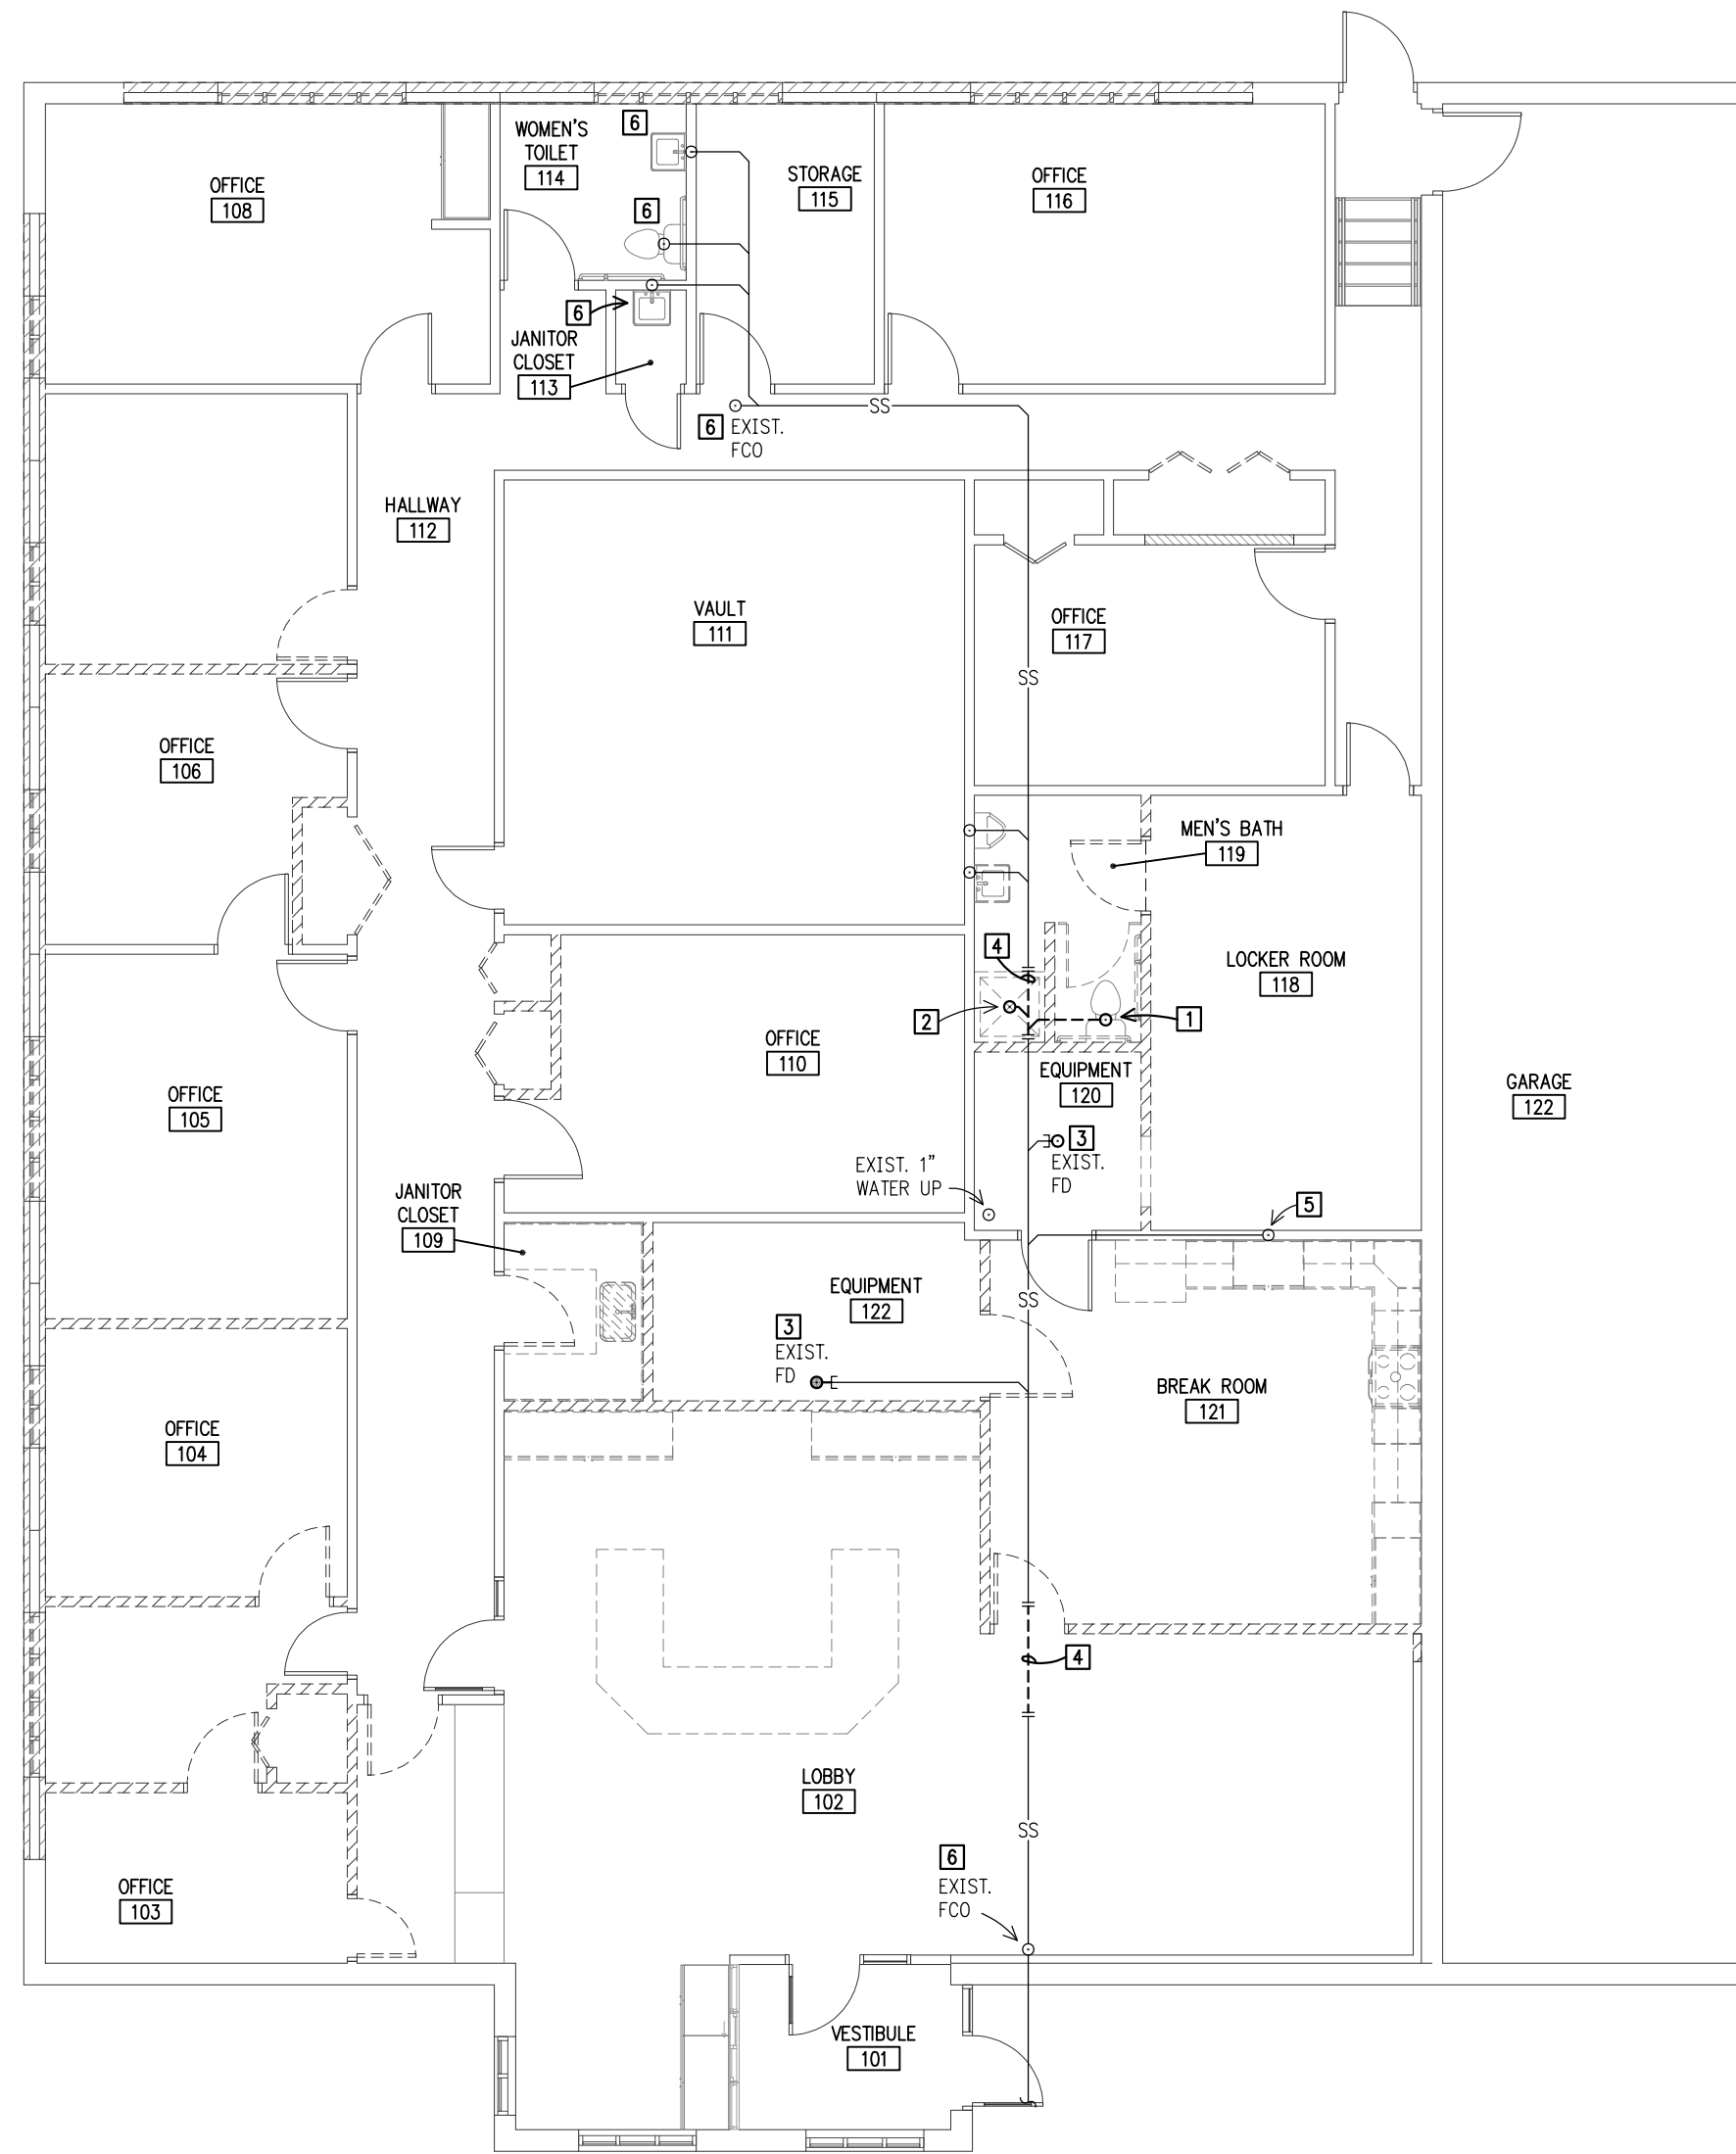 6
WOMEN'S
TOILET
114
6
OFFICE
108
STORAGE
115
OFFICE
116
6
JANITOR
CLOSET
113
6
EXIST.
FCO
SS
HALLWAY
112
VAULT
111
OFFICE
117
SS
OFFICE
106
MEN'S BATH
119
4
LOCKER ROOM
118
2
1
OFFICE
110
EQUIPMENT
120
OFFICE
105
GARAGE
122
3
EXIST.
FD
EXIST. 1"
WATER UP
JANITOR
CLOSET
109
5
EQUIPMENT
122
SS
3
EXIST.
FD
BREAK ROOM
121
OFFICE
104
4
LOBBY
102
SS
6
EXIST.
FCO
OFFICE
103
VESTIBULE
101